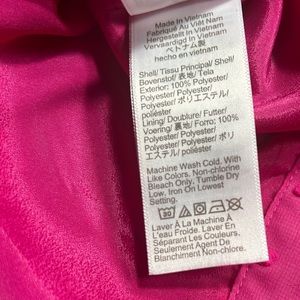 Made in Vietnam
Fabriqué Au Viet Nam
Hergestellt in Vietnam
Vervaardigd in Vietnam
ベトナム製
hecho en vietnam
Shell/ Tissu Principal/ Shell/
Bovenstof/ 表地/ Tela
Exterior: 100% Polyester/
Polyester/ Polyester/
Polyester/ ポリエステル/
poliéster
Lining/ Doublure/ Futter/
Voering/ 裏地/ Forro; 100%
Polyester/ Polyester/
Polyester/ Polyester/ ポリ
エステル/ poliéster
Machine Wash Cold. With
Like Colors. Non-chlorine
Bleach Only. Tumble Dry
Low. Iron On Lowest
Setting.
30
Laver À La Machine À
L'eau Froide. Laver En
Séparant Les Couleurs.
Seulement Agent De
Blanchiment Non-chlore.